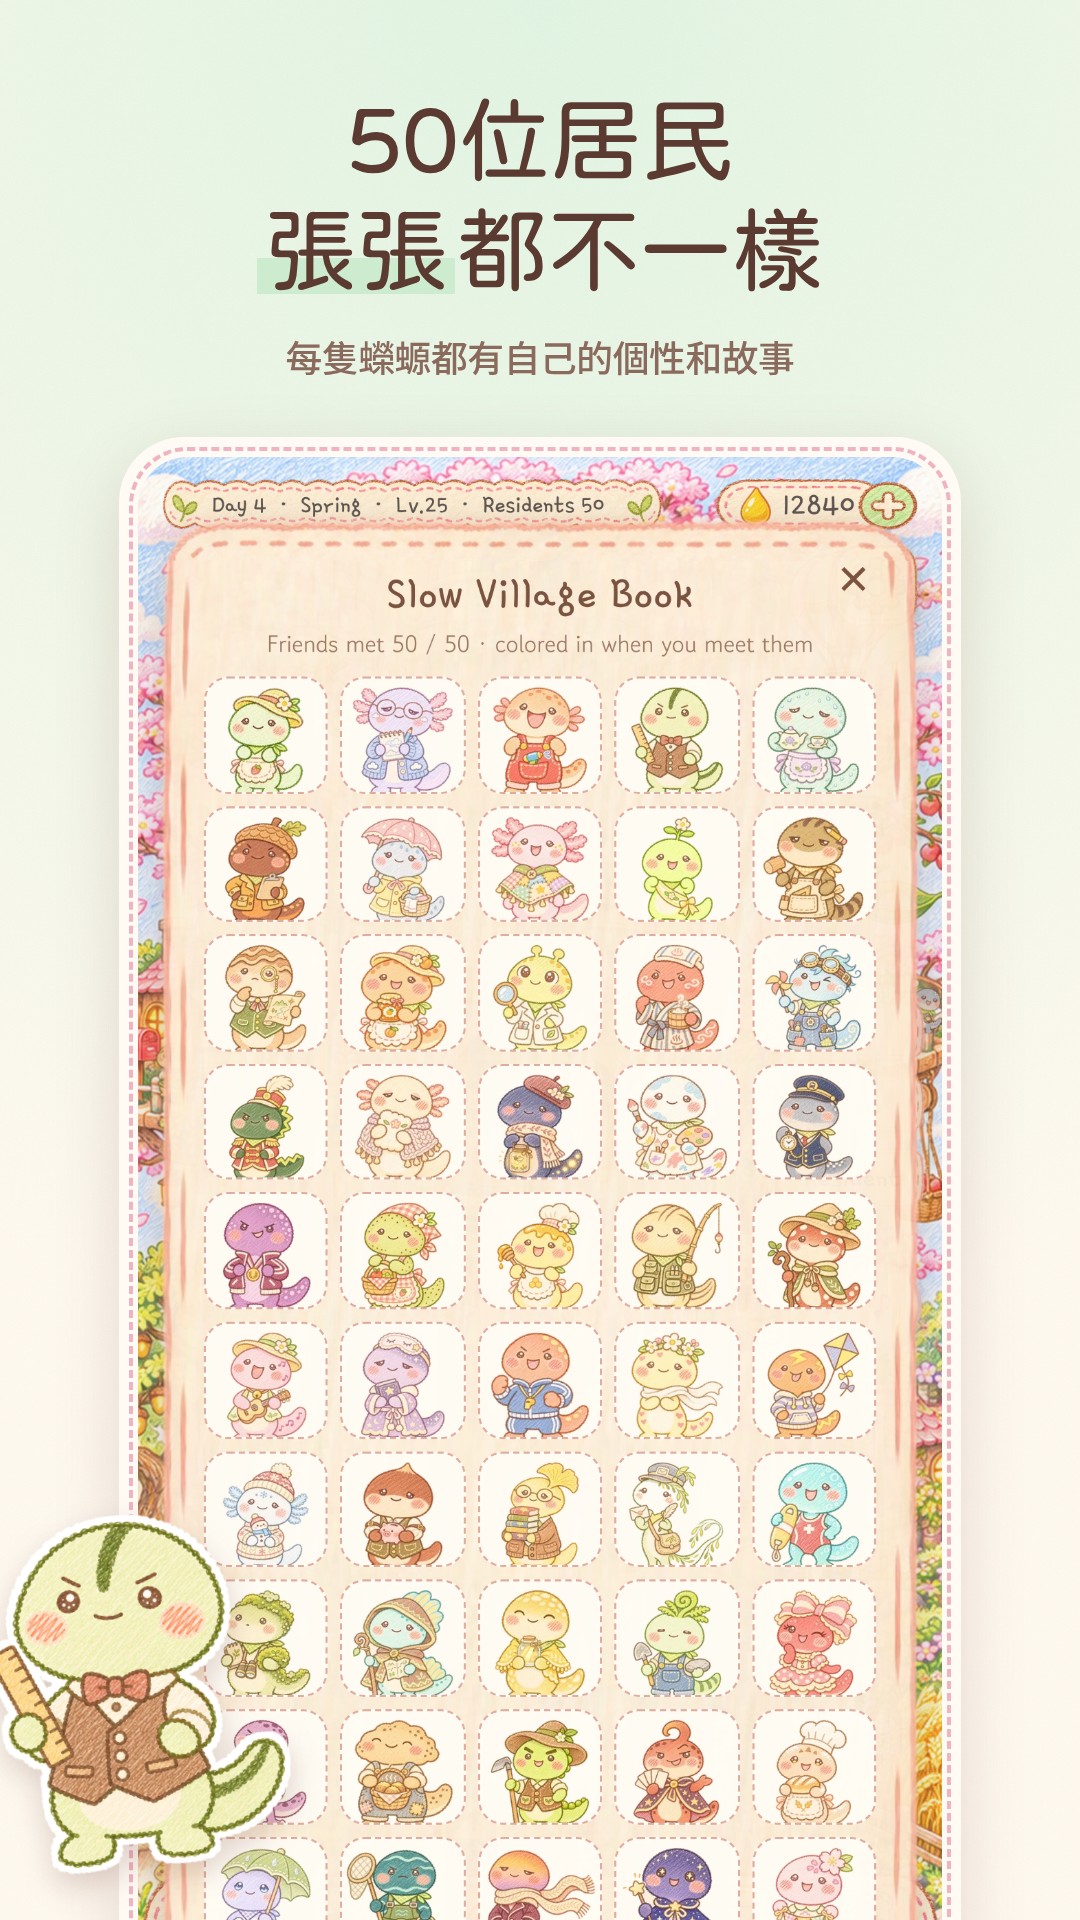 50位居民
張張都不一樣
每隻蠑螈都有自己的個性和故事
Day 4 · Spring · Lv.25 · Residents 50
12840
Slow Village Book
Friends met 50 / 50 · colored in when you meet them